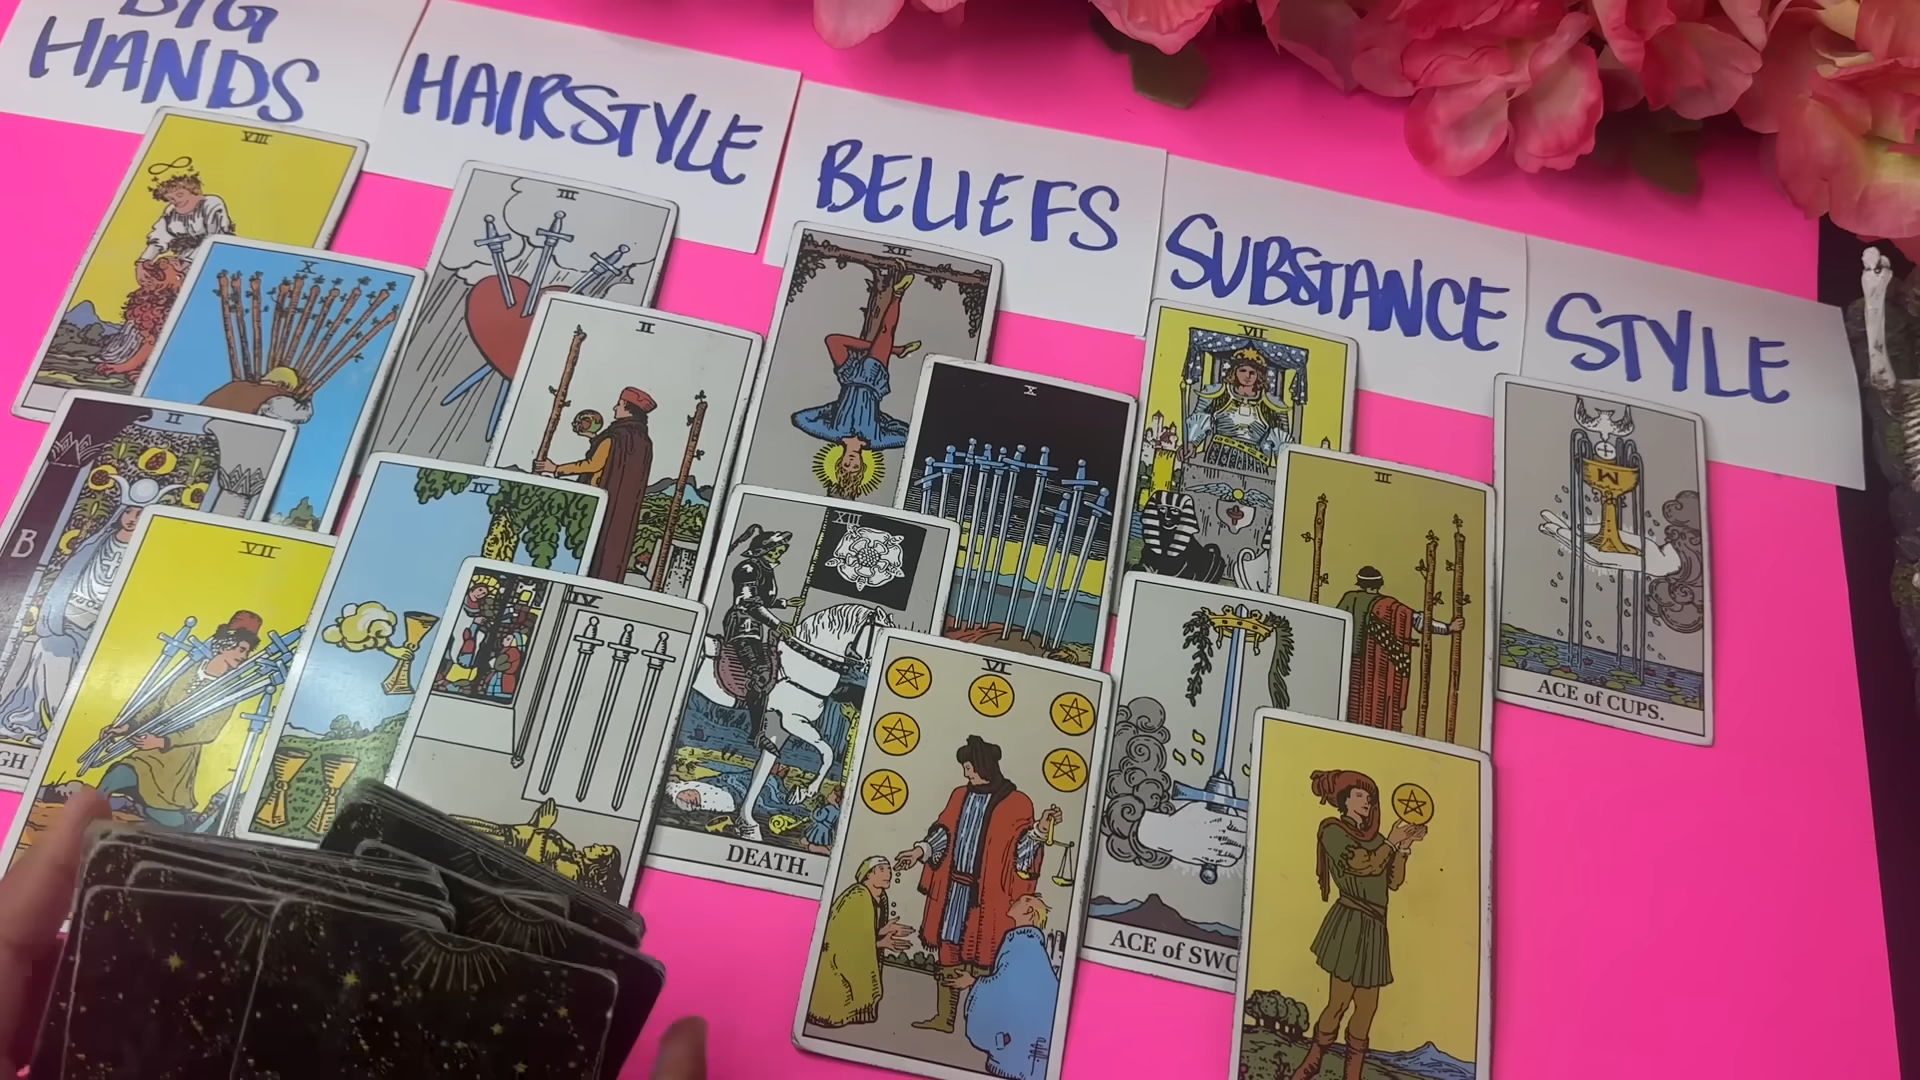 BIG
HANDS
HAIRSTYLE
BELIEFS
SUBSTANCE
STYLE
VIII
X
III
II
XII
X
VII
III
ACE of CUPS.
II
B
VII
IV
IV
XIII
DEATH.
VI
ACE of SWO